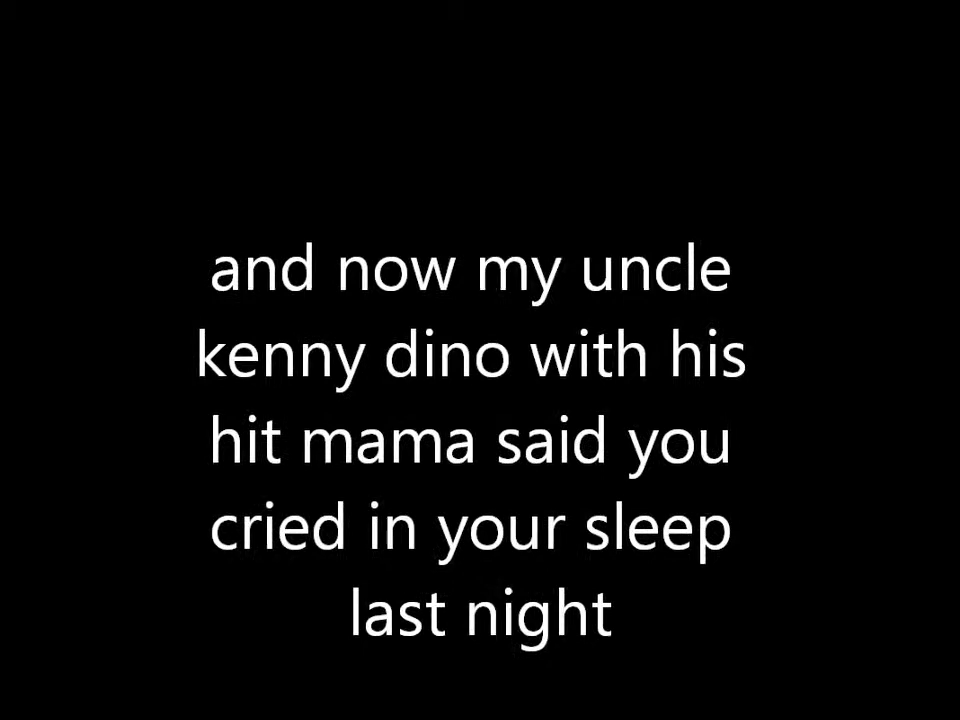 and now my uncle
kenny dino with his
hit mama said you
cried in your sleep
last night